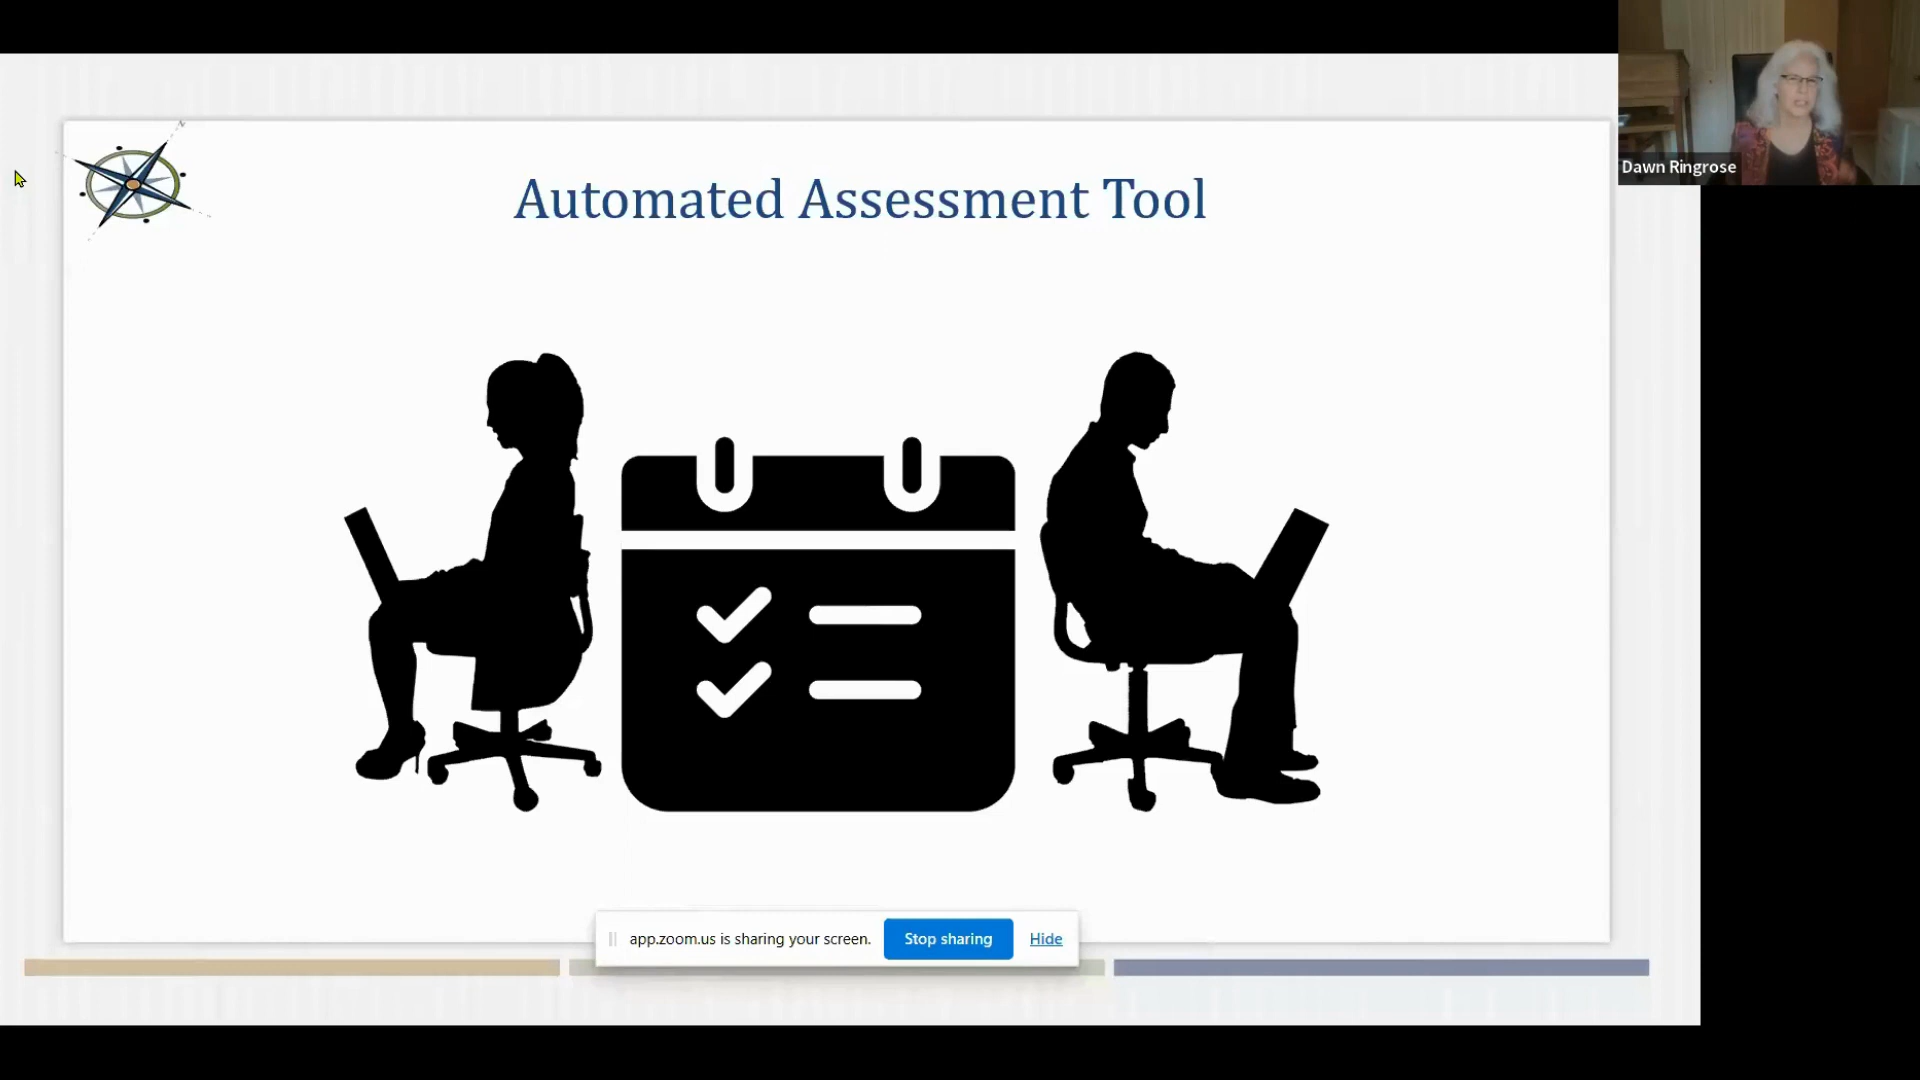 Dawn Ringrose
Automated Assessment Tool
app.zoom.us is sharing your screen. Stop sharing Hide